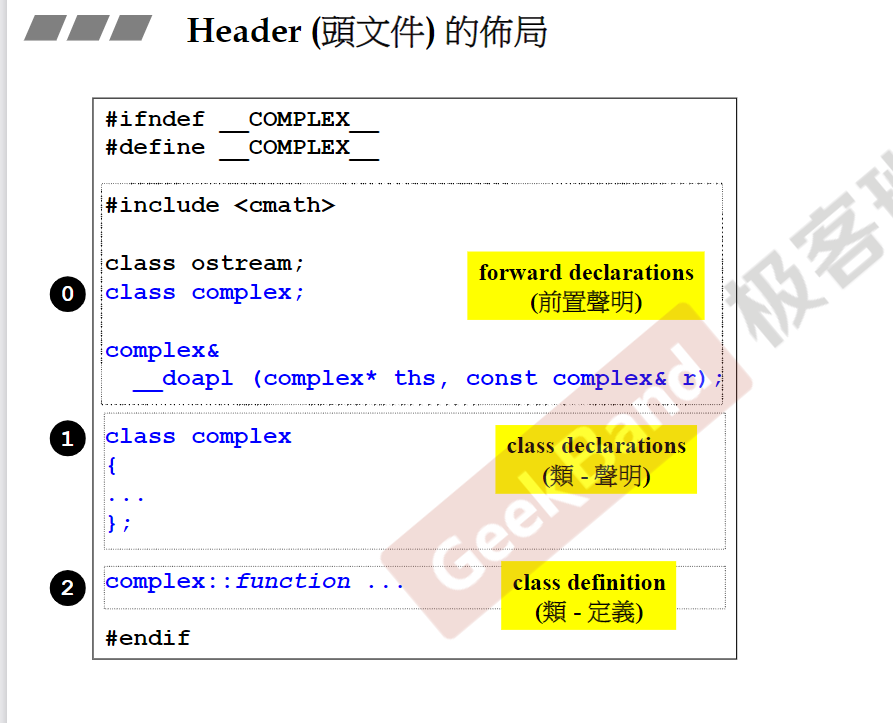 Header (頭文件) 的佈局
#ifndef __COMPLEX__
#define __COMPLEX__
#include <cmath>
class ostream;
class complex;
complex&
__doapl (complex* ths, const complex& r);
0
forward declarations
(前置聲明)
1
class complex
{
...
};
class declarations
(類 - 聲明)
2
complex::function ...
class definition
(類 - 定義)
#endif
GeekBand
极客班